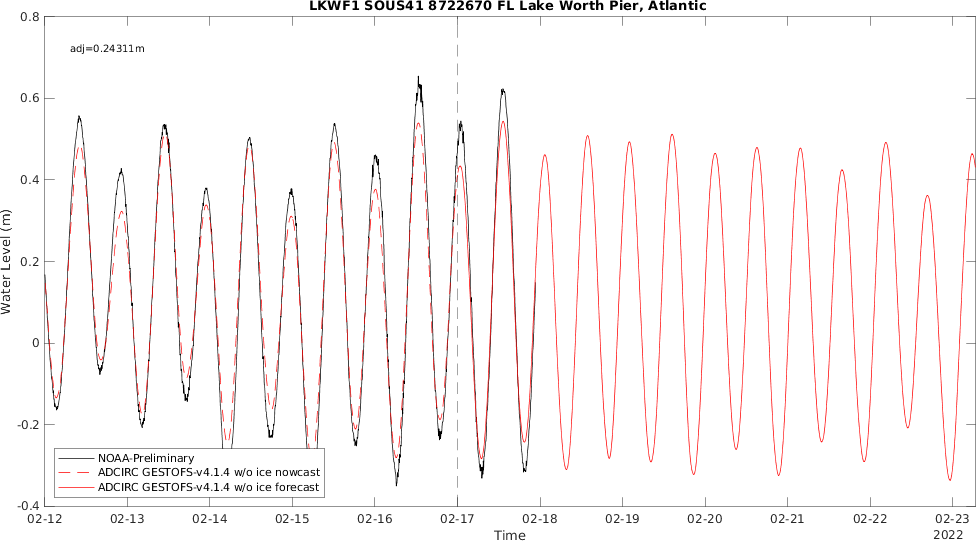 LKWF1 SOUS41 8722670 FL Lake Worth Pier, Atlantic
0.8
adj=0.24311m
0.6
0.4
0.2
0
-0.2
-0.4
Water Level (m)
NOAA-Preliminary
ADCIRC GESTOFS-v4.1.4 w/o ice nowcast
ADCIRC GESTOFS-v4.1.4 w/o ice forecast
02-12 02-13 02-14 02-15 02-16 02-17 02-18 02-19 02-20 02-21 02-22 02-23
Time 2022